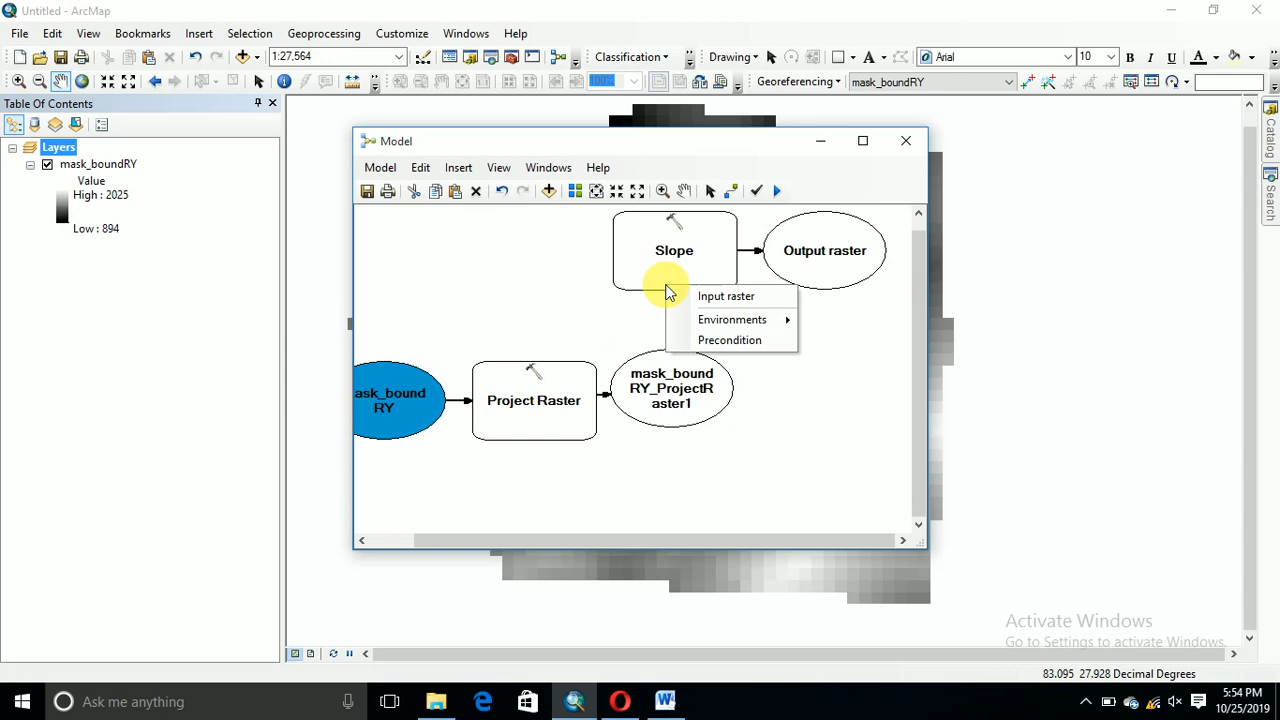 Untitled - ArcMap
File Edit View Bookmarks Insert Selection Geoprocessing Customize Windows Help
1:27,564 Classification Drawing Arial 10 B I U A
100% Georeferencing mask_boundRY
Table Of Contents
Layers
mask_boundRY
Value
High : 2025
Low : 894
Model
Model Edit Insert View Windows Help
Slope
Output raster
Input raster
Environments
Precondition
ask_bound
RY
Project Raster
mask_bound
RY_ProjectR
aster1
Catalog
Search
Activate Windows
Go to Settings to activate Windows.
83.095 27.928 Decimal Degrees
Ask me anything
5:54 PM
10/25/2019